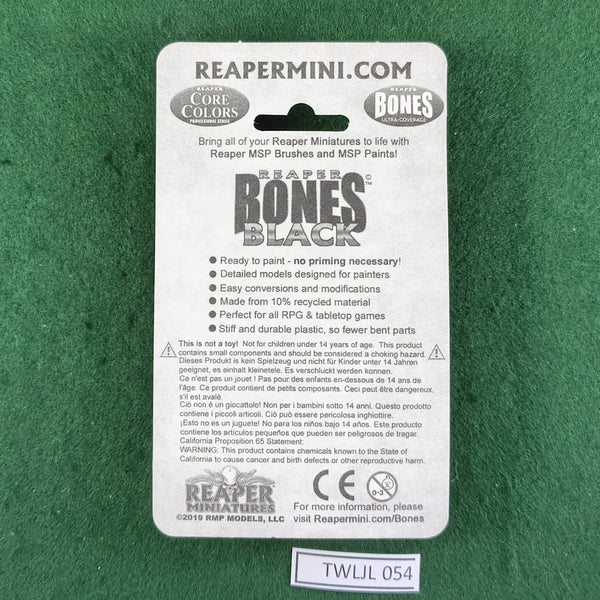 REAPERMINI.COM
REAPER
CORE
COLORS
PROFESSIONAL SERIES
REAPER
BONES
ULTRA-COVERAGE
Bring all of your Reaper Miniatures to life with
Reaper MSP Brushes and MSP Paints!
REAPER
BONES ©™
BLACK
● Ready to paint - no priming necessary!
● Detailed models designed for painters
● Easy conversions and modifications
● Made from 10% recycled material
● Perfect for all RPG & tabletop games
● Stiff and durable plastic, so fewer bent parts
This is not a toy! Not for children under 14 years of age. This product
contains small components and should be considered a choking hazard.
Dieses Produkt is kein Spielzeug und nicht für Kinder unter 14 Jahren
geeignet, es einhalt kleinetele. Es verschluckt werden konnen.
Ce n'est pas un jouet ! Pas pour des enfants en-dessous de 14 ans de
l'âge. Ce produit contient de petits composants. Ceci peut être dangereux,
s'il est avalé.
Ciò non è un giocattolo! Non per i bambini sotto 14 anni. Questo prodotto
contiene i piccoli articoli. Ciò può essere pericolosa inghiottire.
¡Esto no es un juguete! No para los niños bajo 14 años. Este producto
contiene los artículos pequeños que pueden ser peligrosos de tragar.
California Proposition 65 Statement:
WARNING: This product contains chemicals known to the State of
California to cause cancer and birth defects or other reproductive harm.
REAPER
MINIATURES
©2019 RMP MODELS, LLC
CE
0-3
For more information, please
visit Reapermini.com/Bones
TWLJL 054